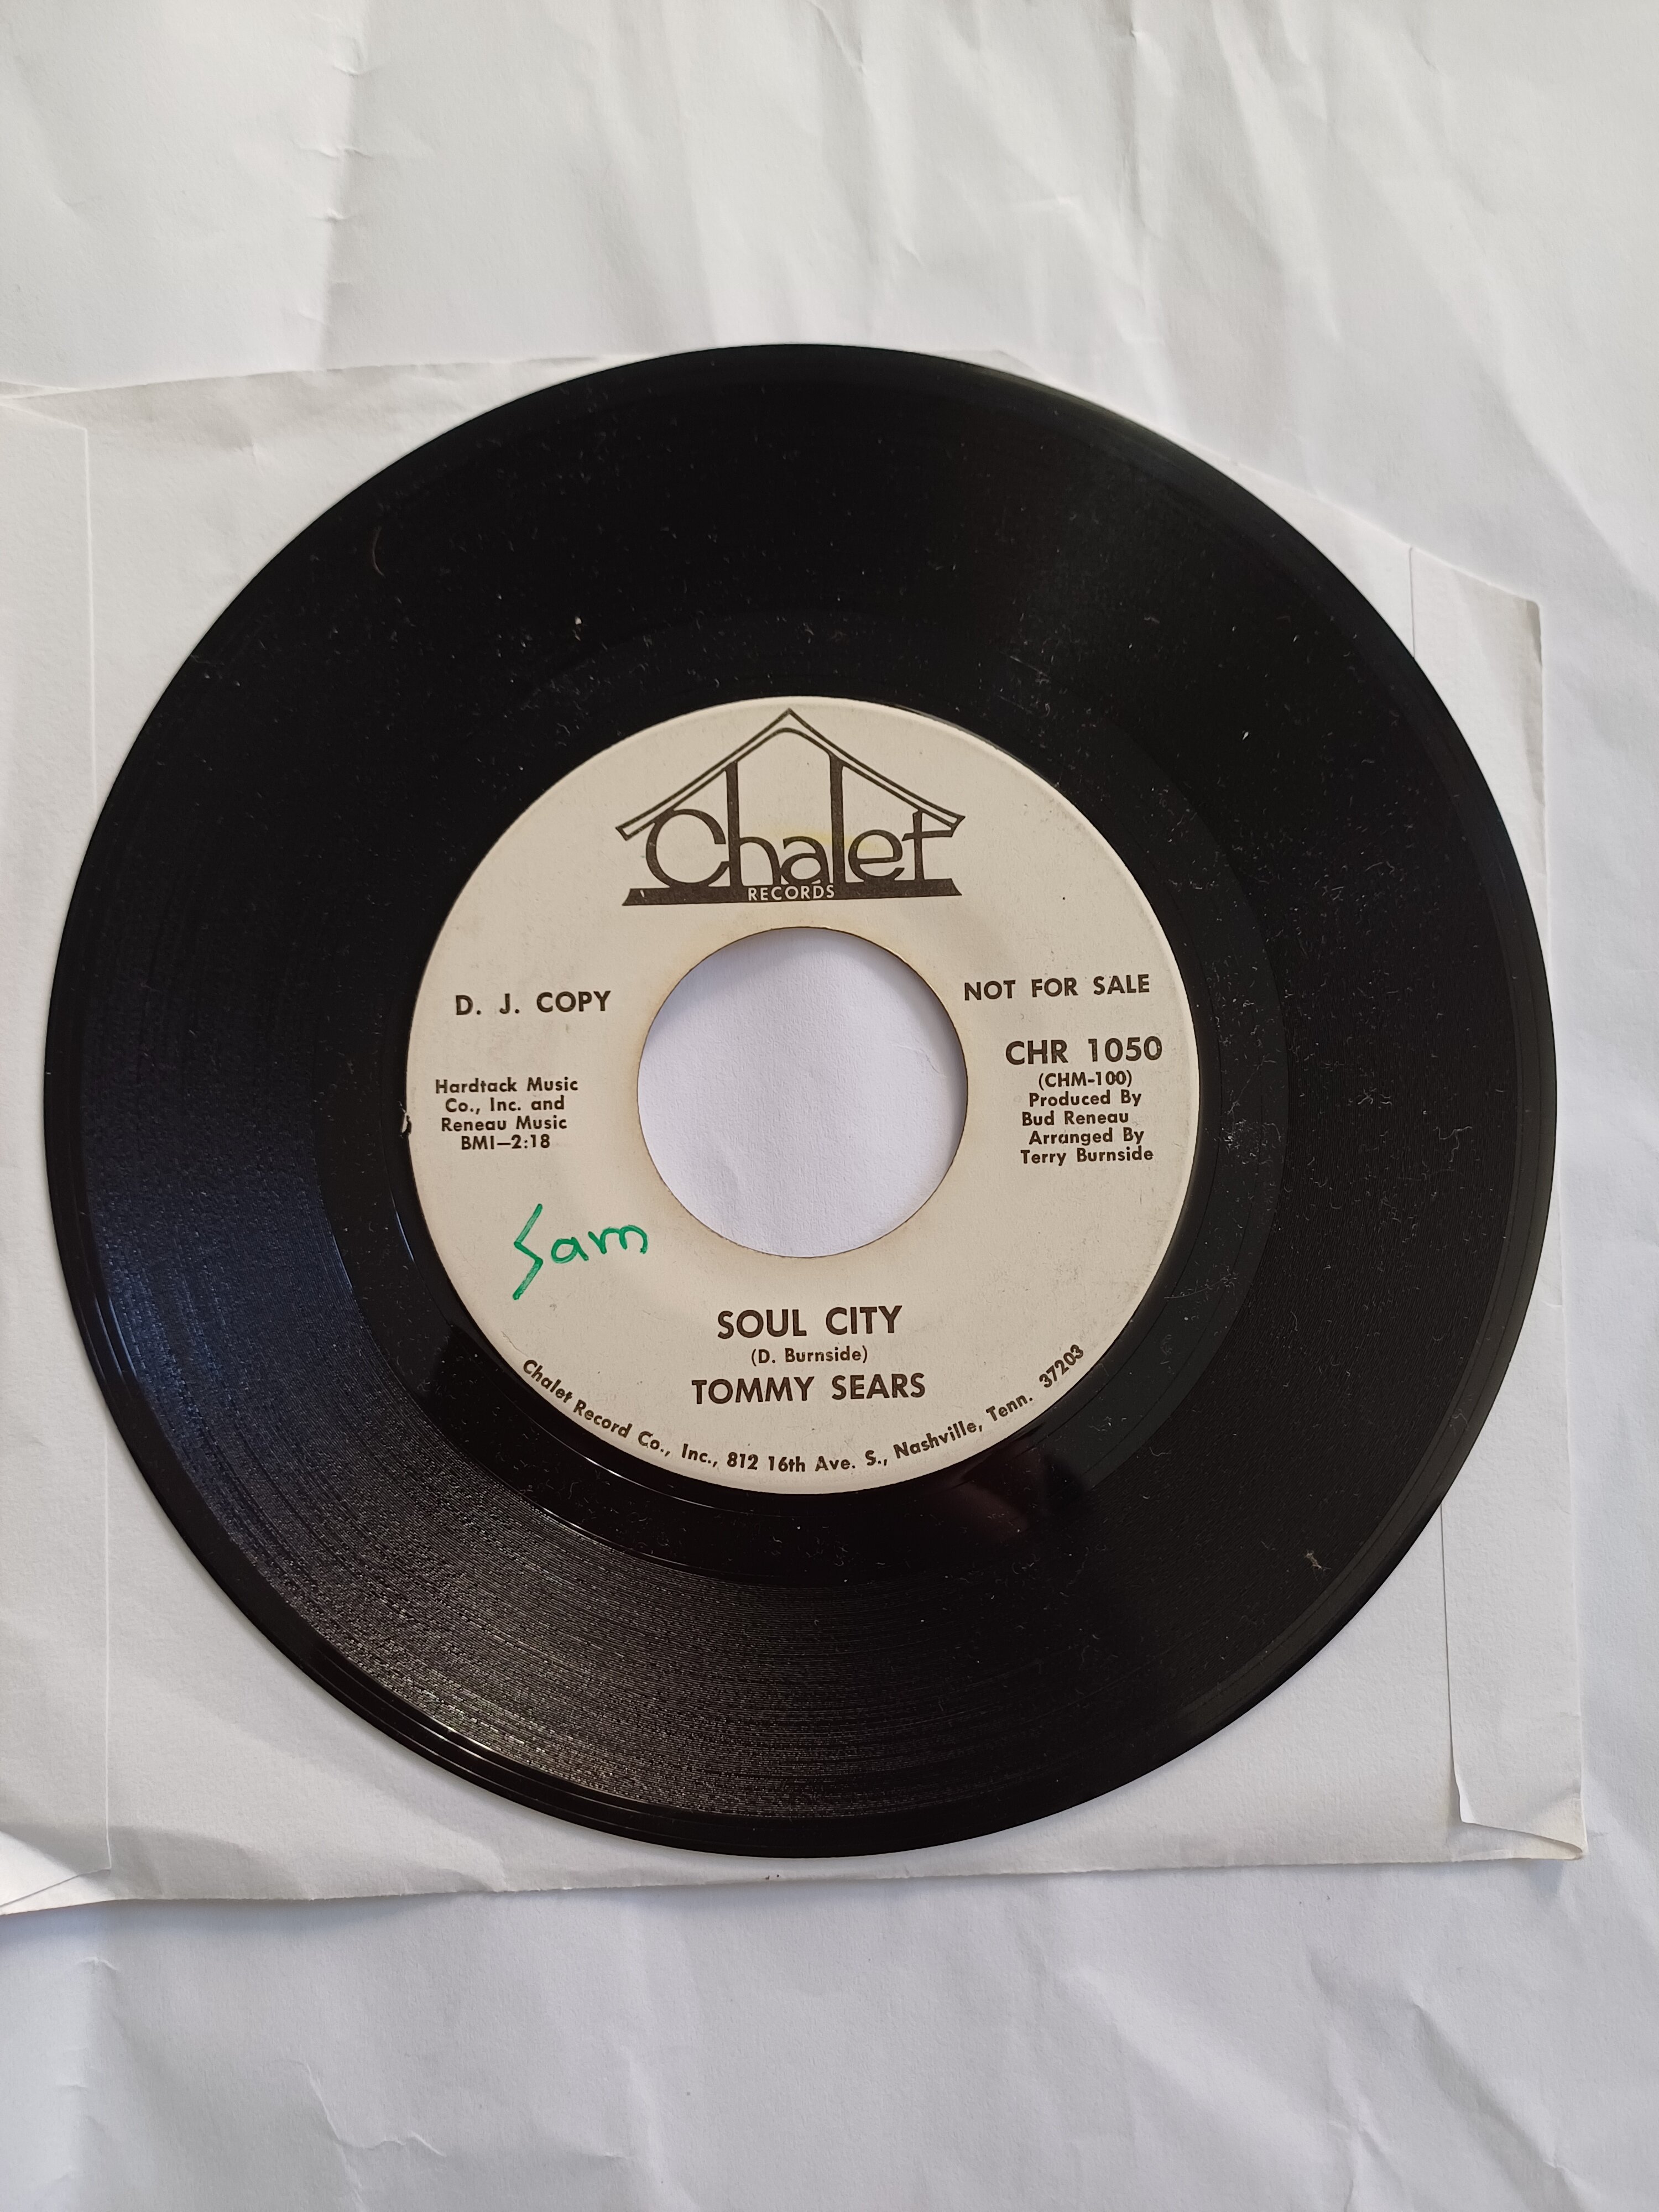 Chalet
RECORDS
D. J. COPY
NOT FOR SALE
Hardtack Music
Co., Inc. and
Reneau Music
BMI—2:18
CHR 1050
(CHM-100)
Produced By
Bud Reneau
Arranged By
Terry Burnside
Sam
SOUL CITY
(D. Burnside)
TOMMY SEARS
Chalet Record Co., Inc., 812 16th Ave. S., Nashville, Tenn. 37203